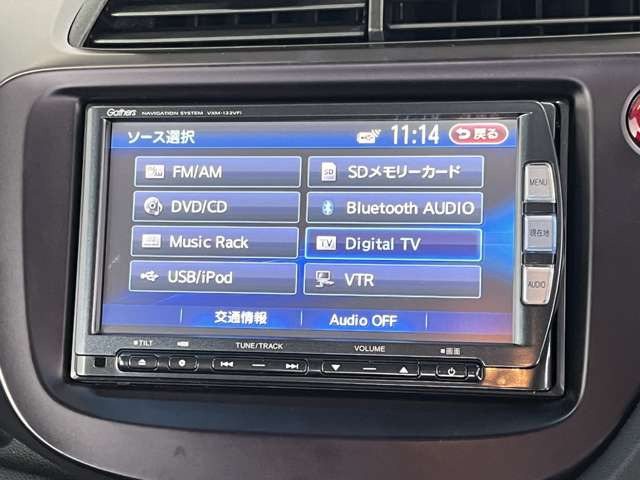 Gathers NAVIGATION SYSTEM VXM-122VFi
ソース選択 11:14 戻る
FM/AM SD SDメモリーカード
DVD/CD Bluetooth AUDIO
Music Rack TV Digital TV
USB/iPod VTR
交通情報 Audio OFF
MENU
現在地
AUDIO
TILT TUNE/TRACK VOLUME 画面